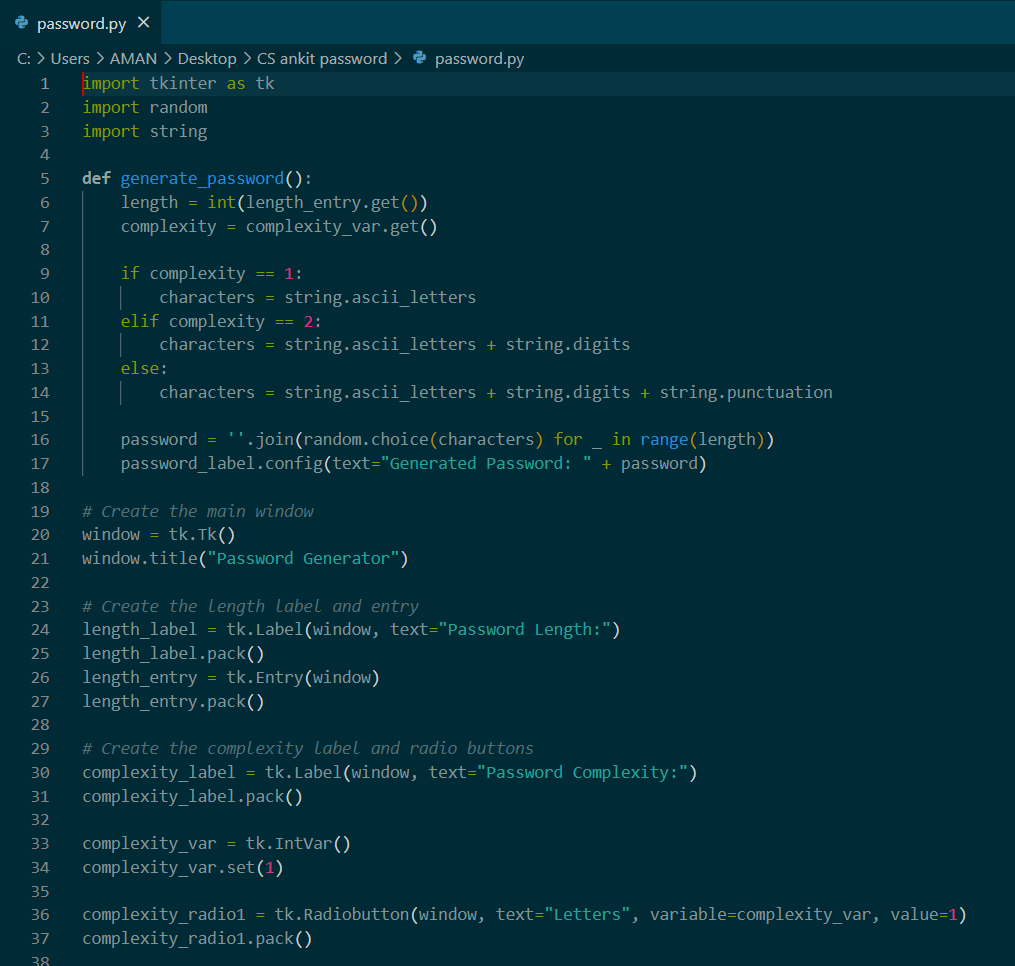 password.py ×
C: > Users > AMAN > Desktop > CS ankit password > password.py
1 import tkinter as tk
2 import random
3 import string
4
5 def generate_password():
6     length = int(length_entry.get())
7     complexity = complexity_var.get()
8
9     if complexity == 1:
10         characters = string.ascii_letters
11     elif complexity == 2:
12         characters = string.ascii_letters + string.digits
13     else:
14         characters = string.ascii_letters + string.digits + string.punctuation
15
16     password = ''.join(random.choice(characters) for _ in range(length))
17     password_label.config(text="Generated Password: " + password)
18
19 # Create the main window
20 window = tk.Tk()
21 window.title("Password Generator")
22
23 # Create the length label and entry
24 length_label = tk.Label(window, text="Password Length:")
25 length_label.pack()
26 length_entry = tk.Entry(window)
27 length_entry.pack()
28
29 # Create the complexity label and radio buttons
30 complexity_label = tk.Label(window, text="Password Complexity:")
31 complexity_label.pack()
32
33 complexity_var = tk.IntVar()
34 complexity_var.set(1)
35
36 complexity_radio1 = tk.Radiobutton(window, text="Letters", variable=complexity_var, value=1)
37 complexity_radio1.pack()
38